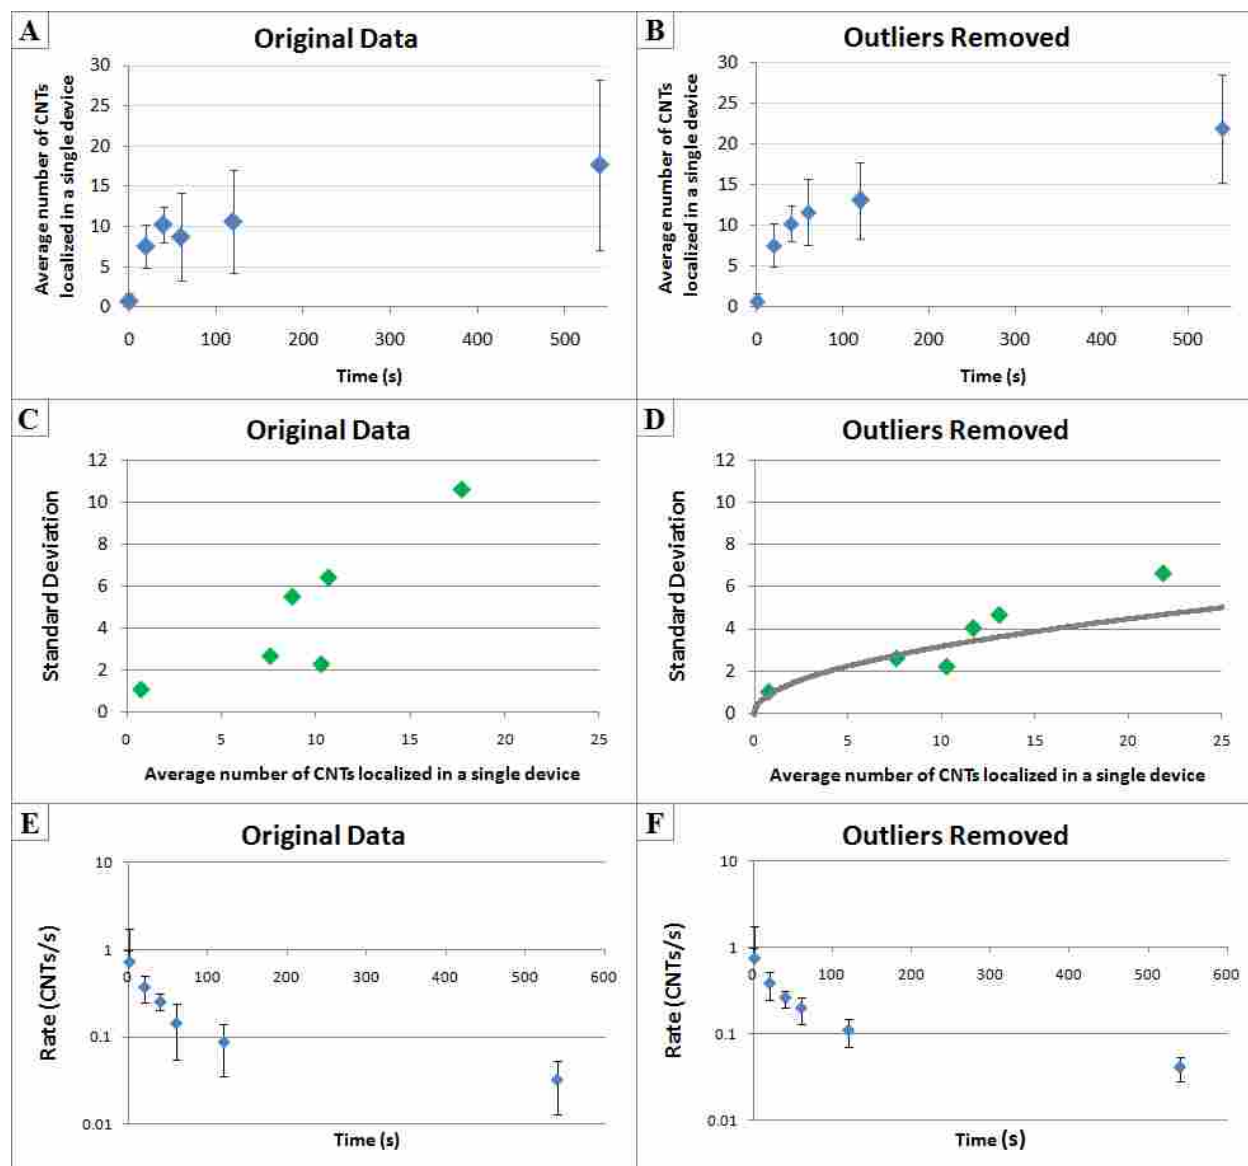 A
Original Data
Average number of CNTs
localized in a single device
30
25
20
15
10
5
0
0 100 200 300 400 500
Time (s)
B
Outliers Removed
Average number of CNTs
localized in a single device
30
25
20
15
10
5
0
0 100 200 300 400 500
Time (s)
C
Original Data
Standard Deviation
12
10
8
6
4
2
0
0 5 10 15 20 25
Average number of CNTs localized in a single device
D
Outliers Removed
Standard Deviation
12
10
8
6
4
2
0
0 5 10 15 20 25
Average number of CNTs localized in a single device
E
Original Data
Rate (CNTs/s)
10
1
0.1
0.01
0 100 200 300 400 500 600
Time (s)
F
Outliers Removed
Rate (CNTs/s)
10
1
0.1
0.01
0 100 200 300 400 500 600
Time (s)